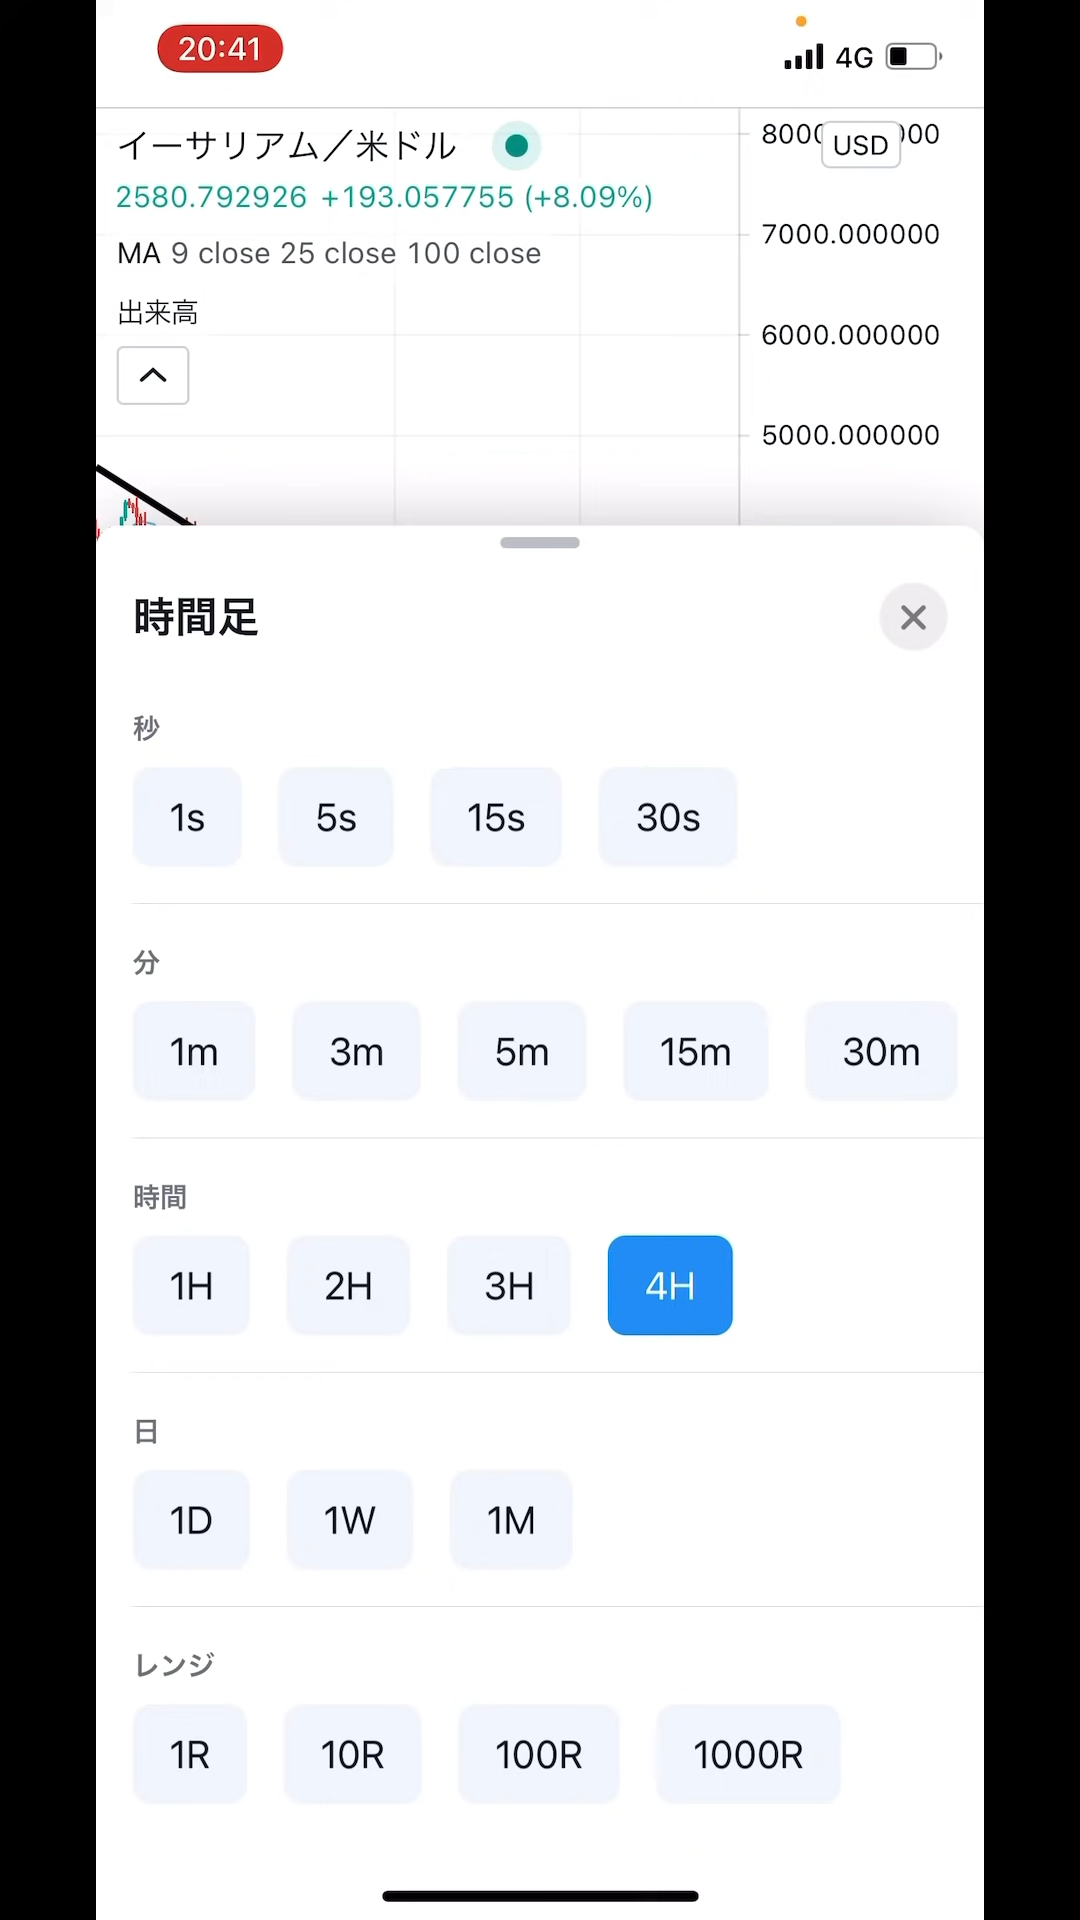 20:41
4G
イーサリアム／米ドル
USD
2580.792926 +193.057755 (+8.09%)
7000.000000
MA 9 close 25 close 100 close
出来高
6000.000000
5000.000000
時間足
秒
1s 5s 15s 30s
分
1m 3m 5m 15m 30m
時間
1H 2H 3H 4H
日
1D 1W 1M
レンジ
1R 10R 100R 1000R